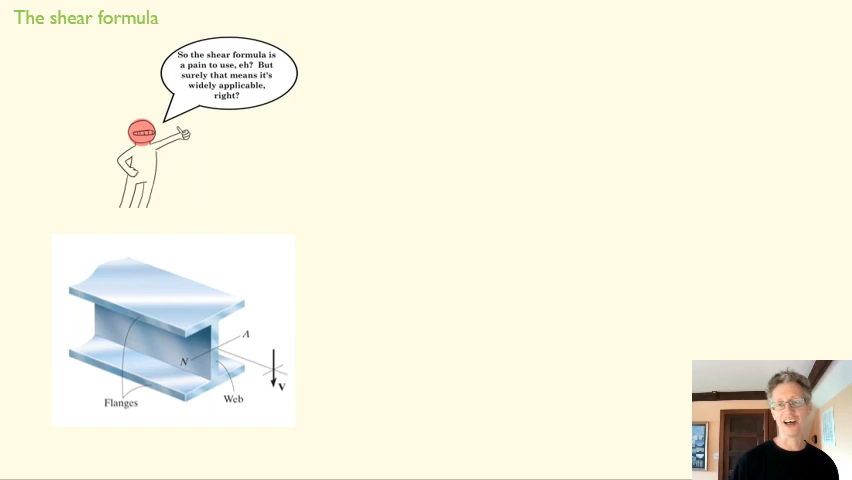 The shear formula
So the shear formula is
a pain to use, eh? But
surely that means it's
widely applicable,
right?
A
N
V
Flanges
Web